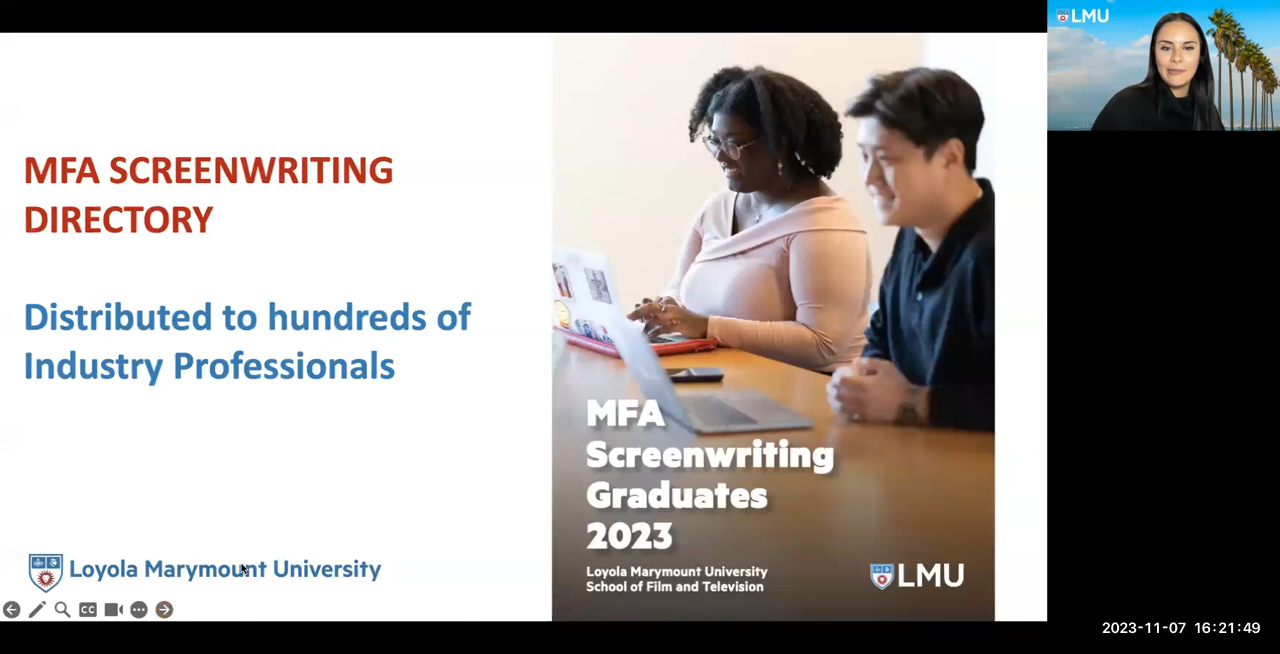 MFA SCREENWRITING
DIRECTORY
Distributed to hundreds of
Industry Professionals
Loyola Marymount University
CC
MFA
Screenwriting
Graduates
2023
Loyola Marymount University
School of Film and Television
LMU
LMU
2023-11-07 16:21:49